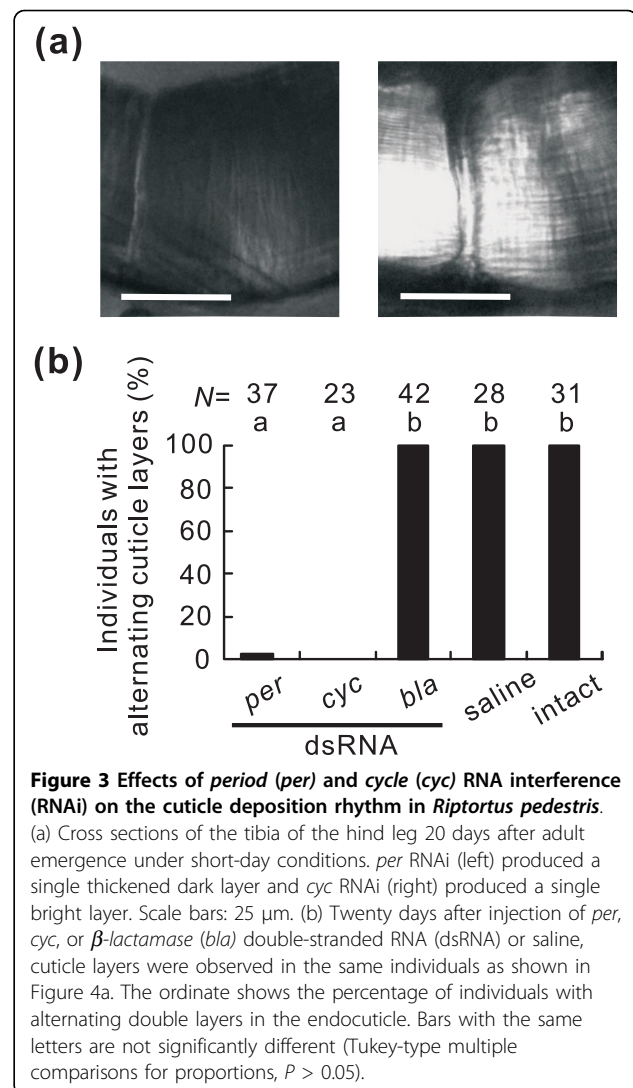 (a)
(b)
Individuals with
alternating cuticle layers (%)
N= 37 23 42 28 31
a a b b b
100
80
60
40
20
0
per cyc bla saline intact
dsRNA
Figure 3 Effects of period (per) and cycle (cyc) RNA interference
(RNAi) on the cuticle deposition rhythm in Riptortus pedestris.
(a) Cross sections of the tibia of the hind leg 20 days after adult
emergence under short-day conditions. per RNAi (left) produced a
single thickened dark layer and cyc RNAi (right) produced a single
bright layer. Scale bars: 25 μm. (b) Twenty days after injection of per,
cyc, or β-lactamase (bla) double-stranded RNA (dsRNA) or saline,
cuticle layers were observed in the same individuals as shown in
Figure 4a. The ordinate shows the percentage of individuals with
alternating double layers in the endocuticle. Bars with the same
letters are not significantly different (Tukey-type multiple
comparisons for proportions, P > 0.05).